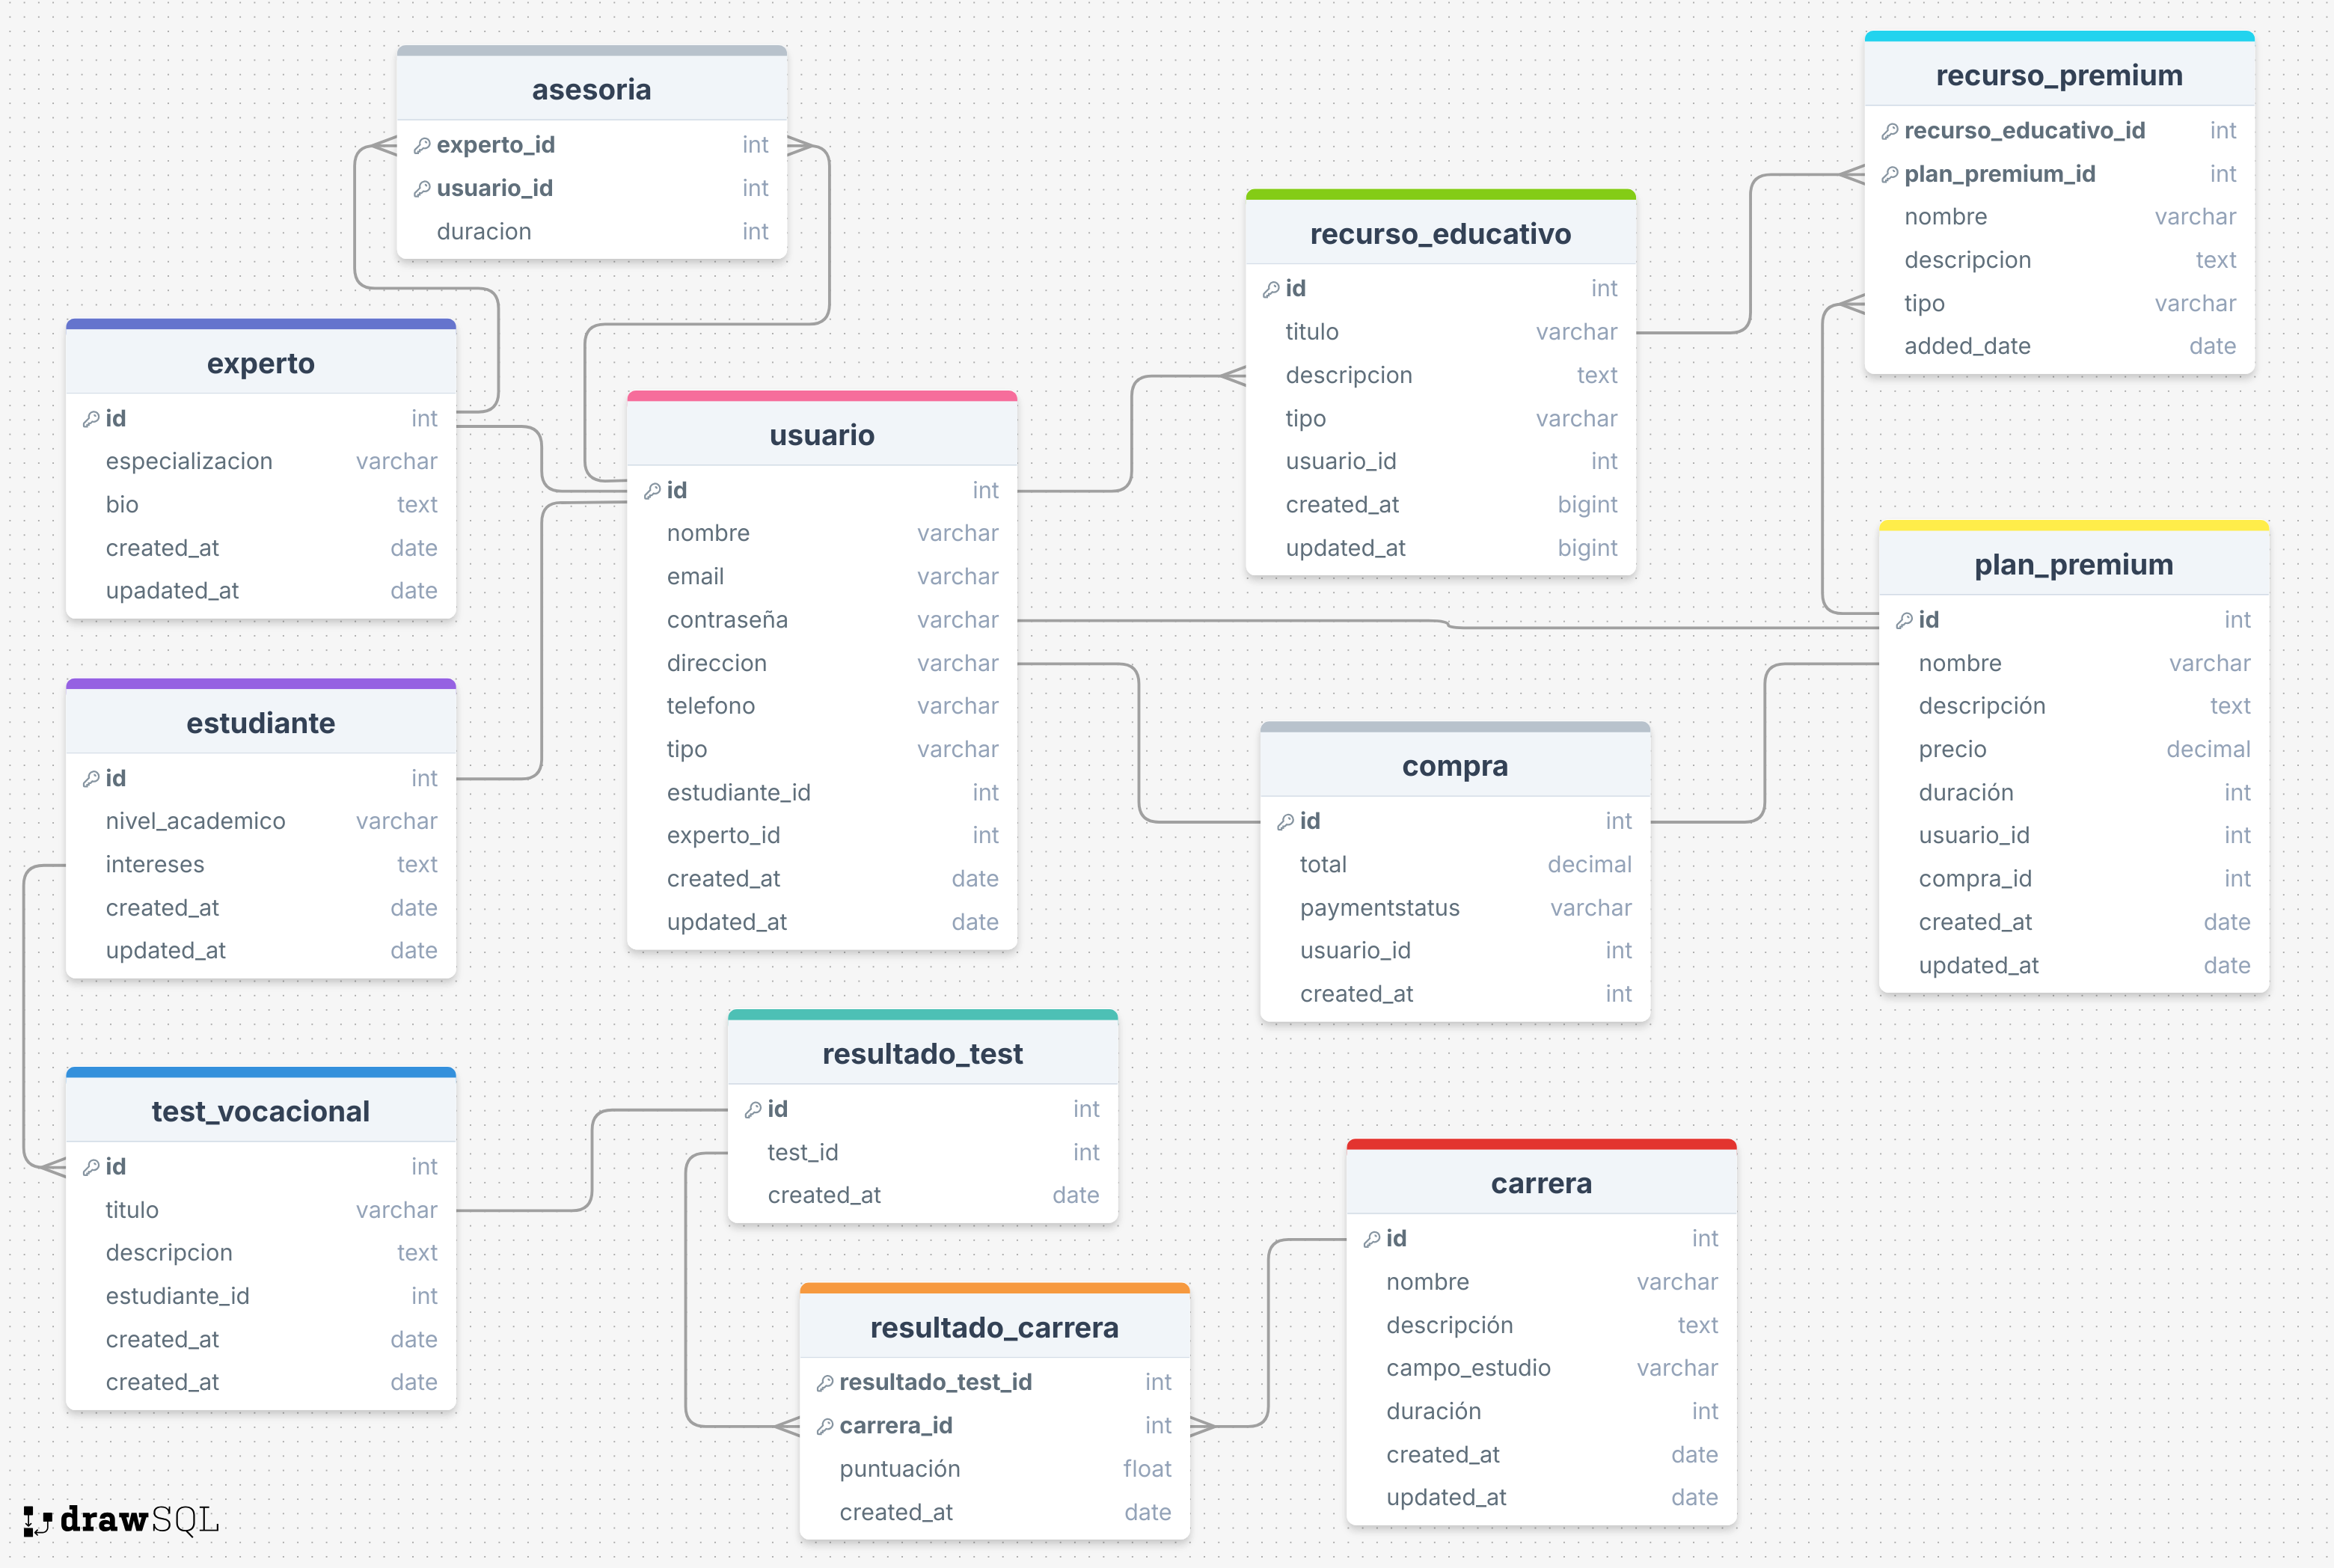 asesoria
experto_id int
usuario_id int
duracion int
recurso_premium
recurso_educativo_id int
plan_premium_id int
nombre varchar
descripcion text
tipo varchar
added_date date
recurso_educativo
id int
titulo varchar
descripcion text
tipo varchar
usuario_id int
created_at bigint
updated_at bigint
experto
id int
especializacion varchar
bio text
created_at date
upadated_at date
usuario
id int
nombre varchar
email varchar
contraseña varchar
direccion varchar
telefono varchar
tipo varchar
estudiante_id int
experto_id int
created_at date
updated_at date
plan_premium
id int
nombre varchar
descripción text
precio decimal
duración int
usuario_id int
compra_id int
created_at date
updated_at date
estudiante
id int
nivel_academico varchar
intereses text
created_at date
updated_at date
compra
id int
total decimal
paymentstatus varchar
usuario_id int
created_at int
resultado_test
id int
test_id int
created_at date
test_vocacional
id int
titulo varchar
descripcion text
estudiante_id int
created_at date
created_at date
carrera
id int
nombre varchar
descripción text
campo_estudio varchar
duración int
created_at date
updated_at date
resultado_carrera
resultado_test_id int
carrera_id int
puntuación float
created_at date
drawSQL